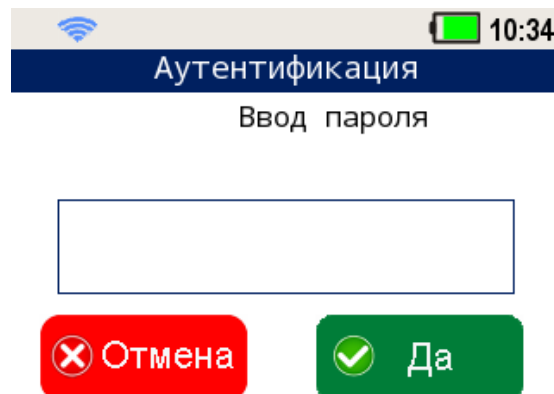 10:34
Аутентификация
Ввод пароля
Отмена
Да